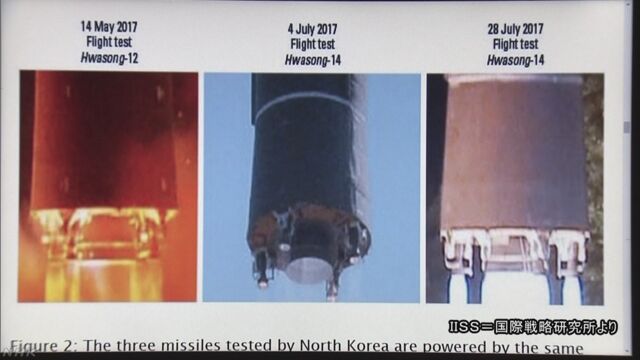 14 May 2017
Flight test
Hwasong-12
4 July 2017
Flight test
Hwasong-14
28 July 2017
Flight test
Hwasong-14
IISS=国際戦略研究所より
NHK
Figure 2: The three missiles tested by North Korea are powered by the same